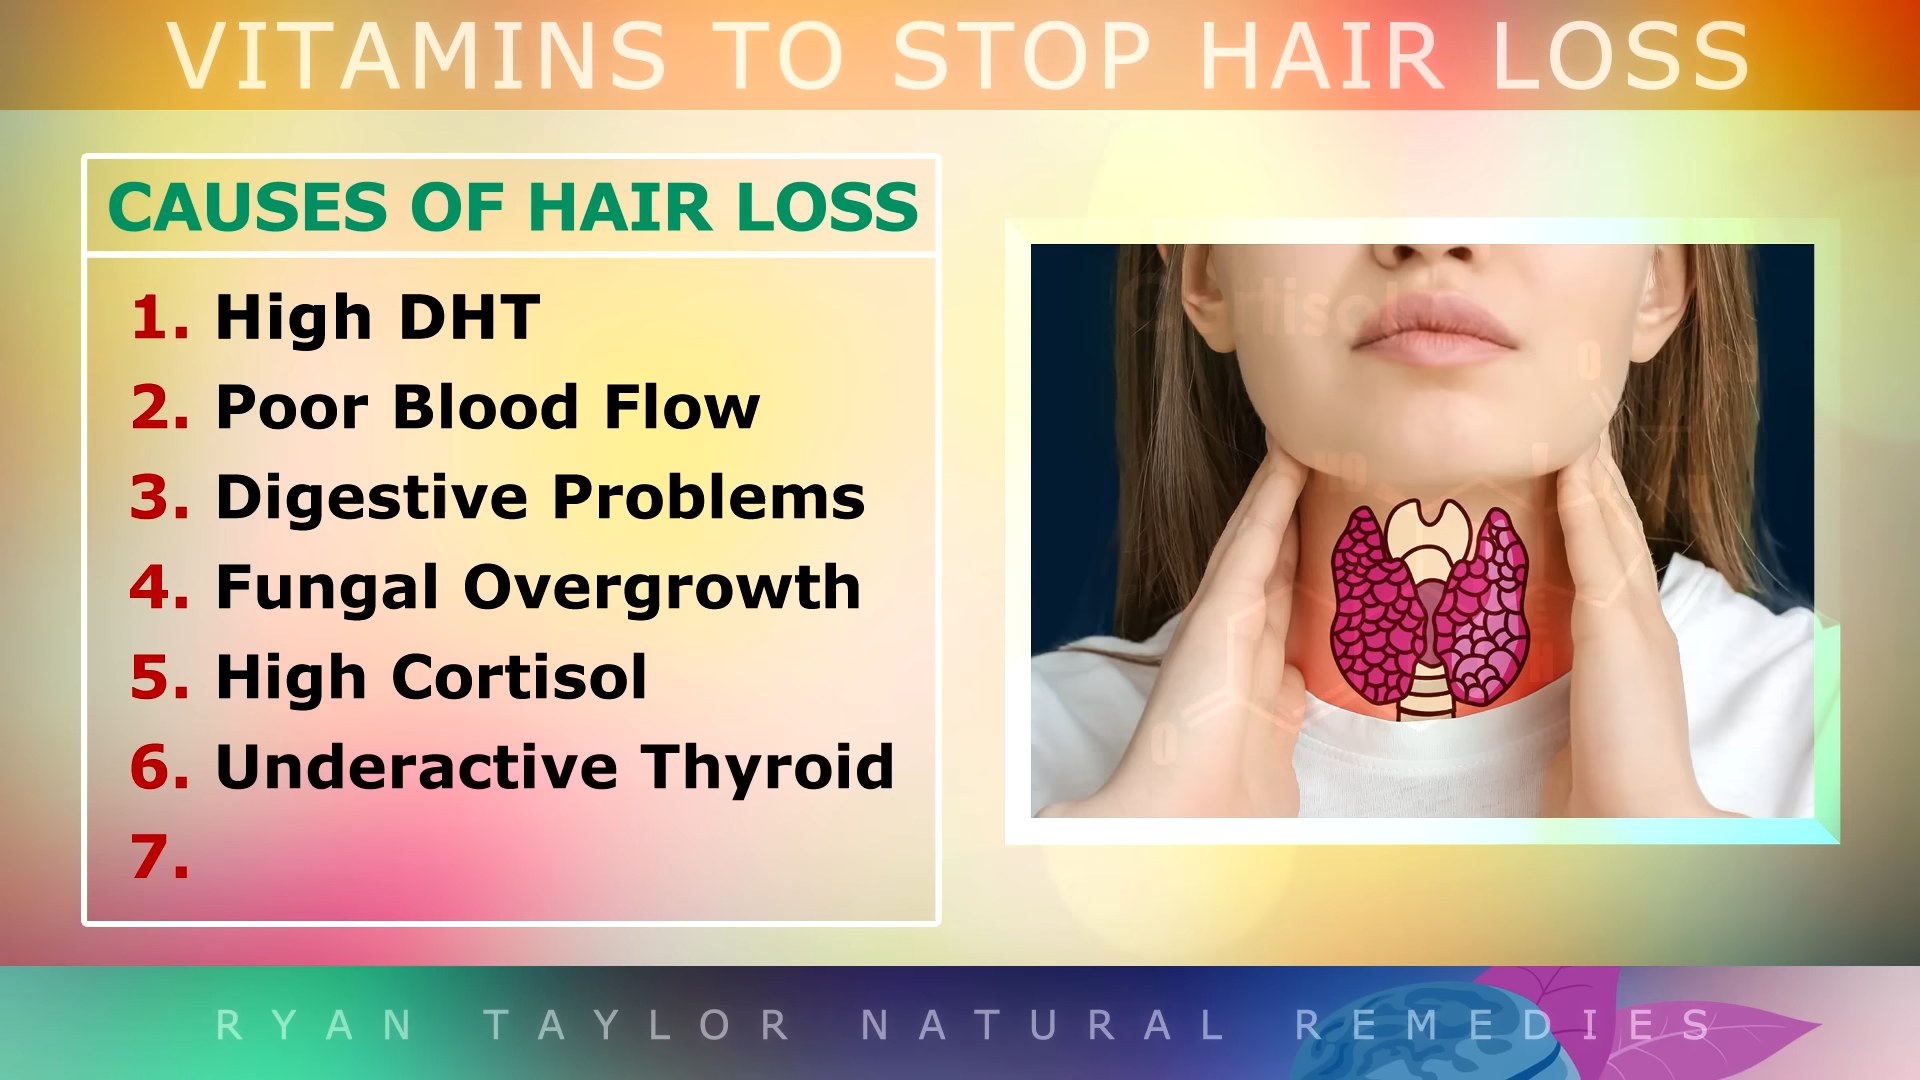 VITAMINS TO STOP HAIR LOSS
CAUSES OF HAIR LOSS
1. High DHT
2. Poor Blood Flow
3. Digestive Problems
4. Fungal Overgrowth
5. High Cortisol
6. Underactive Thyroid
7.
Cortisol
RYAN TAYLOR NATURAL REMEDIES